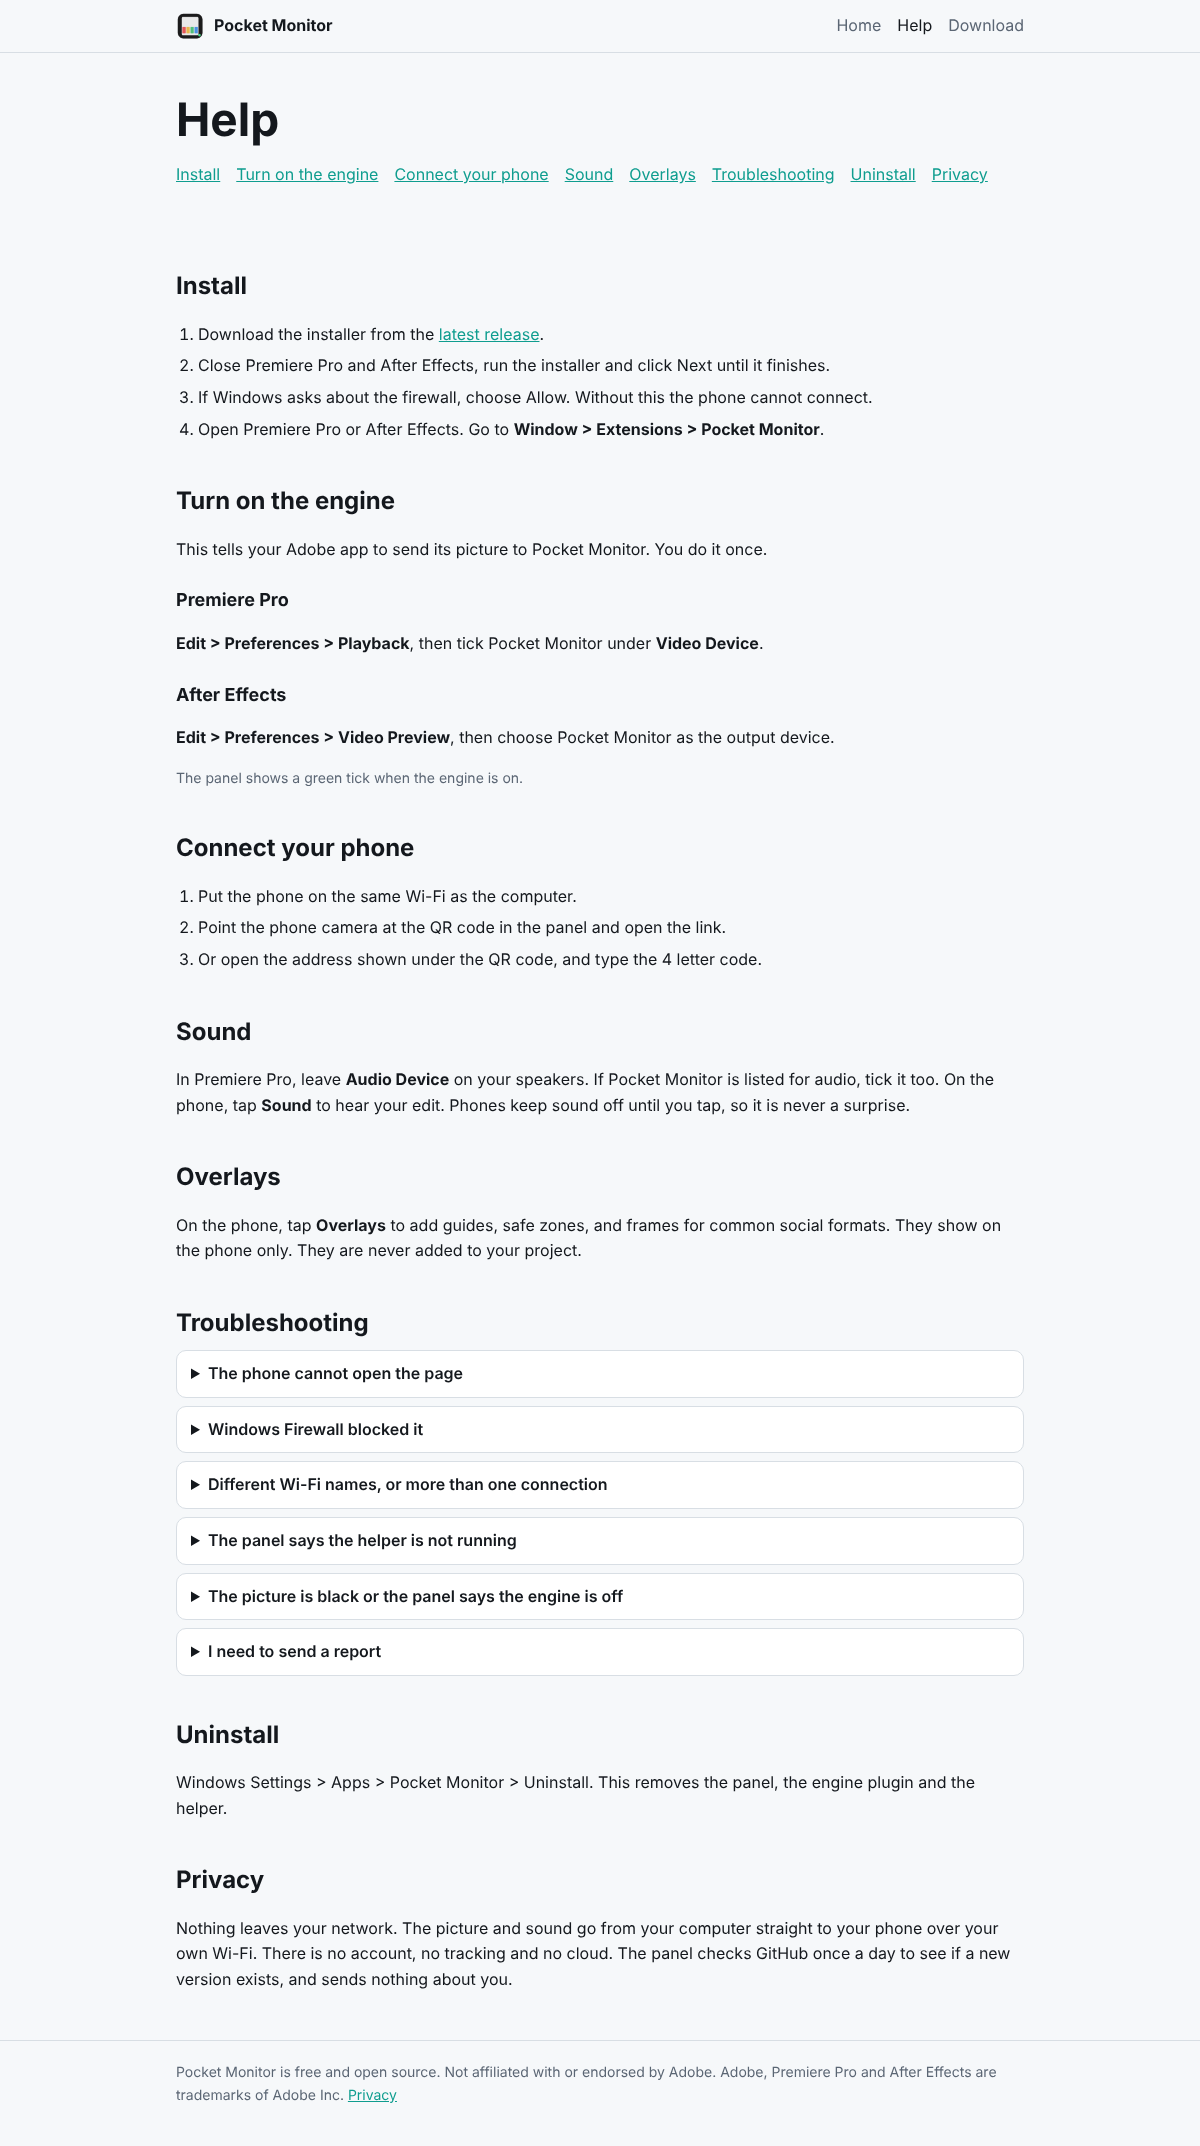 Pocket Monitor
Home Help Download
Help
Install Turn on the engine Connect your phone Sound Overlays Troubleshooting Uninstall Privacy
Install
1. Download the installer from the latest release.
2. Close Premiere Pro and After Effects, run the installer and click Next until it finishes.
3. If Windows asks about the firewall, choose Allow. Without this the phone cannot connect.
4. Open Premiere Pro or After Effects. Go to Window > Extensions > Pocket Monitor.
Turn on the engine
This tells your Adobe app to send its picture to Pocket Monitor. You do it once.
Premiere Pro
Edit > Preferences > Playback, then tick Pocket Monitor under Video Device.
After Effects
Edit > Preferences > Video Preview, then choose Pocket Monitor as the output device.
The panel shows a green tick when the engine is on.
Connect your phone
1. Put the phone on the same Wi-Fi as the computer.
2. Point the phone camera at the QR code in the panel and open the link.
3. Or open the address shown under the QR code, and type the 4 letter code.
Sound
In Premiere Pro, leave Audio Device on your speakers. If Pocket Monitor is listed for audio, tick it too. On the
phone, tap Sound to hear your edit. Phones keep sound off until you tap, so it is never a surprise.
Overlays
On the phone, tap Overlays to add guides, safe zones, and frames for common social formats. They show on
the phone only. They are never added to your project.
Troubleshooting
The phone cannot open the page
Windows Firewall blocked it
Different Wi-Fi names, or more than one connection
The panel says the helper is not running
The picture is black or the panel says the engine is off
I need to send a report
Uninstall
Windows Settings > Apps > Pocket Monitor > Uninstall. This removes the panel, the engine plugin and the
helper.
Privacy
Nothing leaves your network. The picture and sound go from your computer straight to your phone over your
own Wi-Fi. There is no account, no tracking and no cloud. The panel checks GitHub once a day to see if a new
version exists, and sends nothing about you.
Pocket Monitor is free and open source. Not affiliated with or endorsed by Adobe. Adobe, Premiere Pro and After Effects are
trademarks of Adobe Inc. Privacy